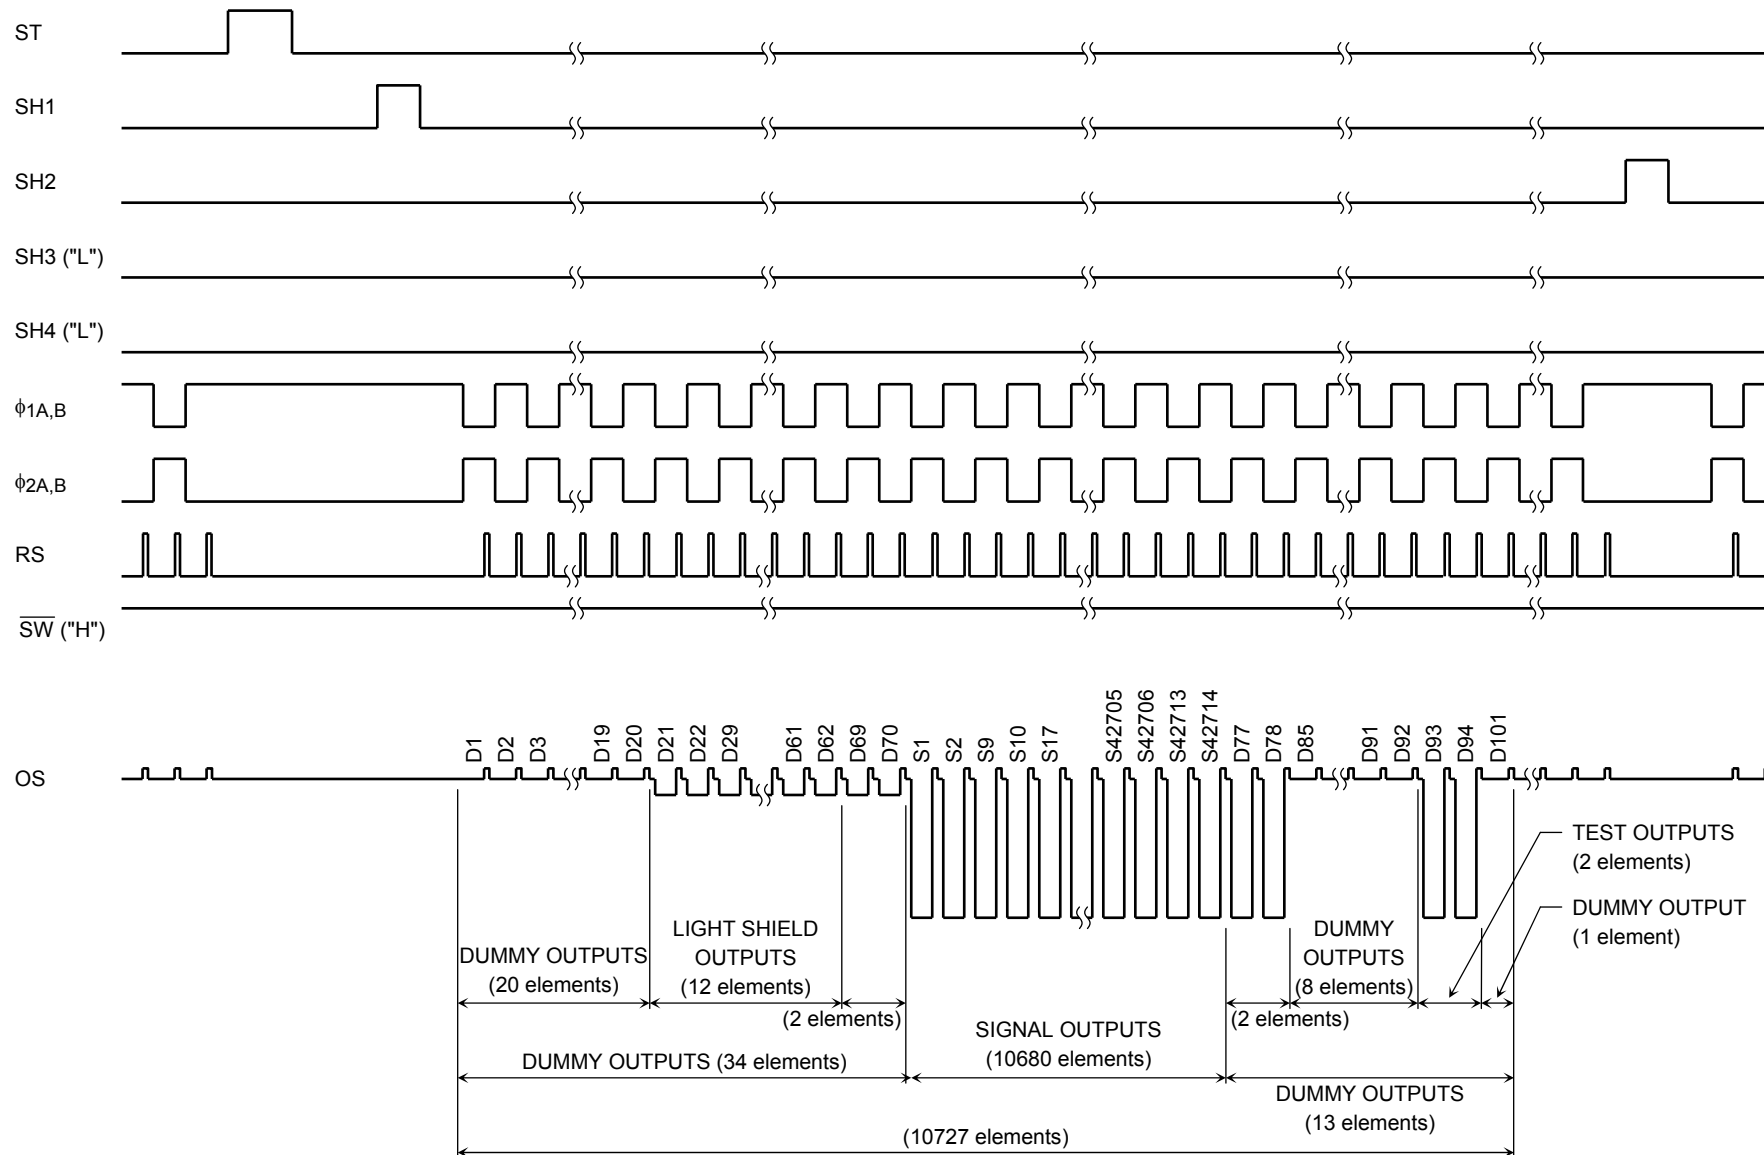 ST
SH1
SH2
SH3 ("L")
SH4 ("L")
ϕ1A,B
ϕ2A,B
RS
SW ("H")
OS
D1
D2
D3
D19
D20
D21
D22
D29
D61
D62
D69
D70
S1
S2
S9
S10
S17
S42705
S42706
S42713
S42714
D77
D78
D85
D91
D92
D93
D94
D101
TEST OUTPUTS
(2 elements)
DUMMY OUTPUT
(1 element)
DUMMY OUTPUTS
(20 elements)
LIGHT SHIELD
OUTPUTS
(12 elements)
(2 elements)
DUMMY
OUTPUTS
(8 elements)
(2 elements)
SIGNAL OUTPUTS
(10680 elements)
DUMMY OUTPUTS (34 elements)
DUMMY OUTPUTS
(13 elements)
(10727 elements)